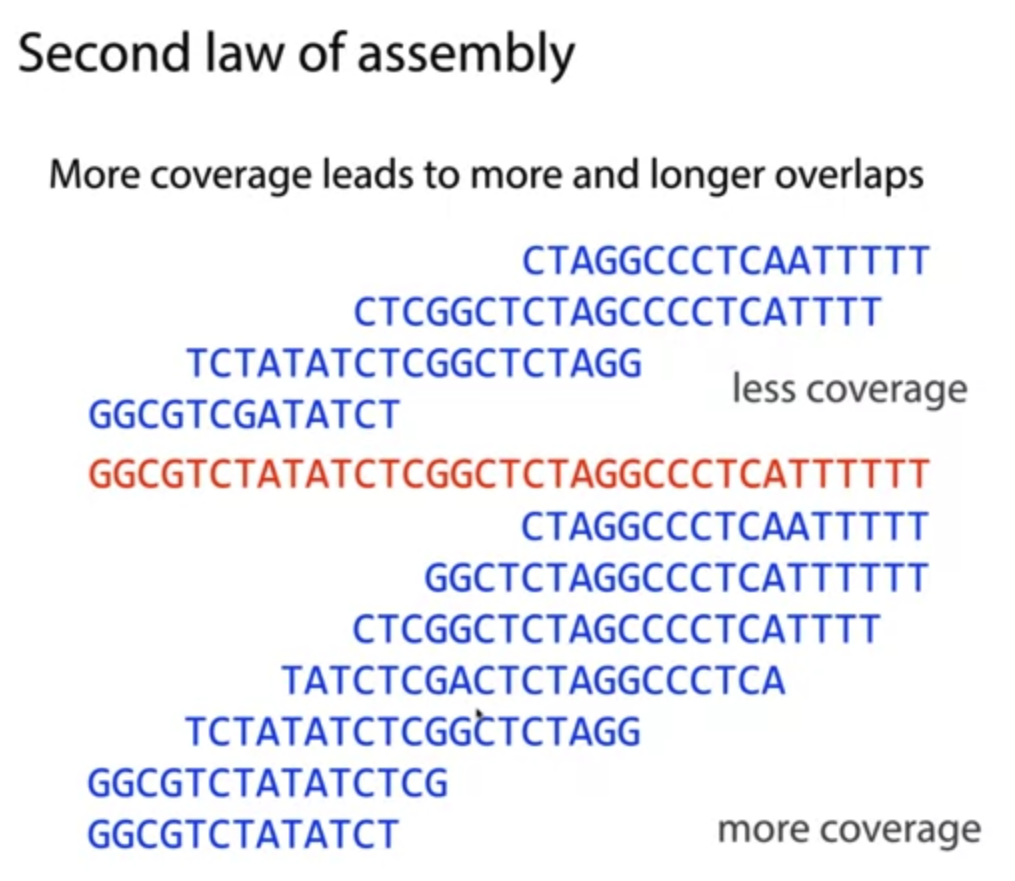 Second law of assembly
More coverage leads to more and longer overlaps
CTAGGCCCTCAATTTTT
CTCGGCTCTAGCCCCTCATTTT
TCTATATCTCGGCTCTAGG
less coverage
GGCGTCGATATCT
GGCGTCTATATCTCGGCTCTAGGCCCTCATTTTTT
CTAGGCCCTCAATTTTT
GGCTCTAGGCCCTCATTTTTT
CTCGGCTCTAGCCCCTCATTTT
TATCTCGACTCTAGGCCCTCA
TCTATATCTCGGCTCTAGG
GGCGTCTATATCTCG
GGCGTCTATATCT
more coverage